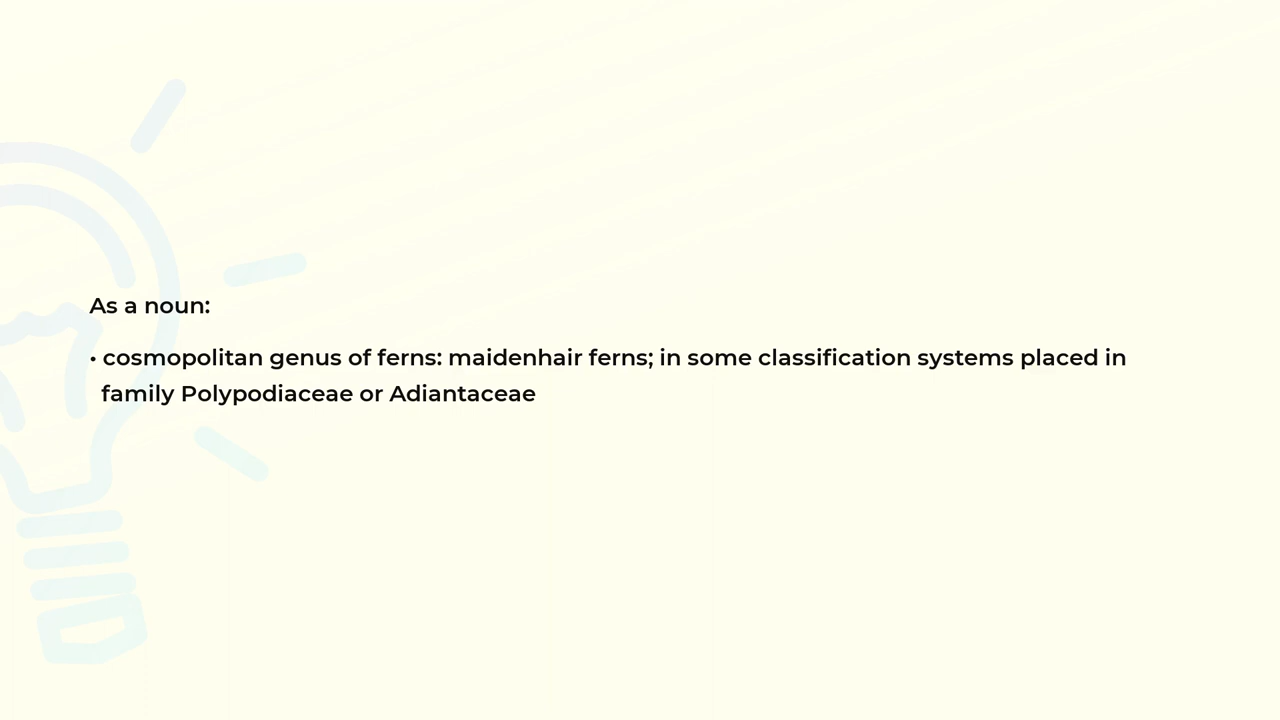 As a noun:
• cosmopolitan genus of ferns: maidenhair ferns; in some classification systems placed in
family Polypodiaceae or Adiantaceae